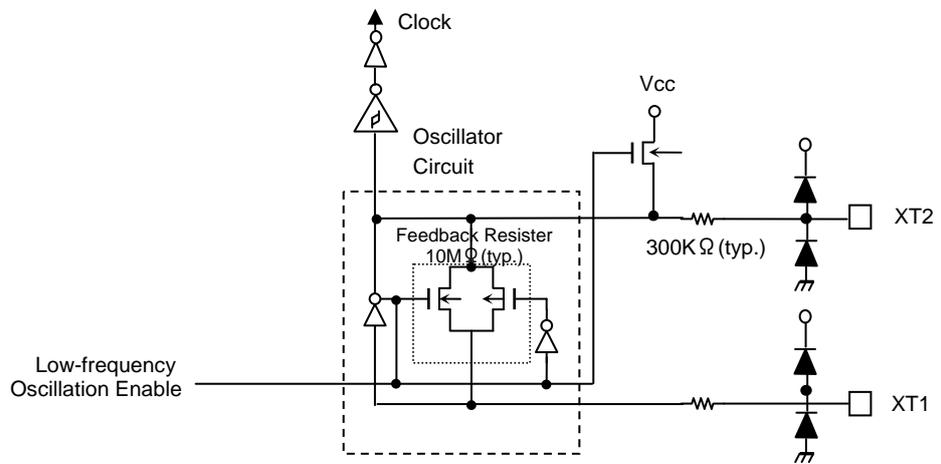 Clock
Vcc
Oscillator
Circuit
XT2
Feedback Resister
10MΩ(typ.)
300KΩ(typ.)
Low-frequency
Oscillation Enable
XT1